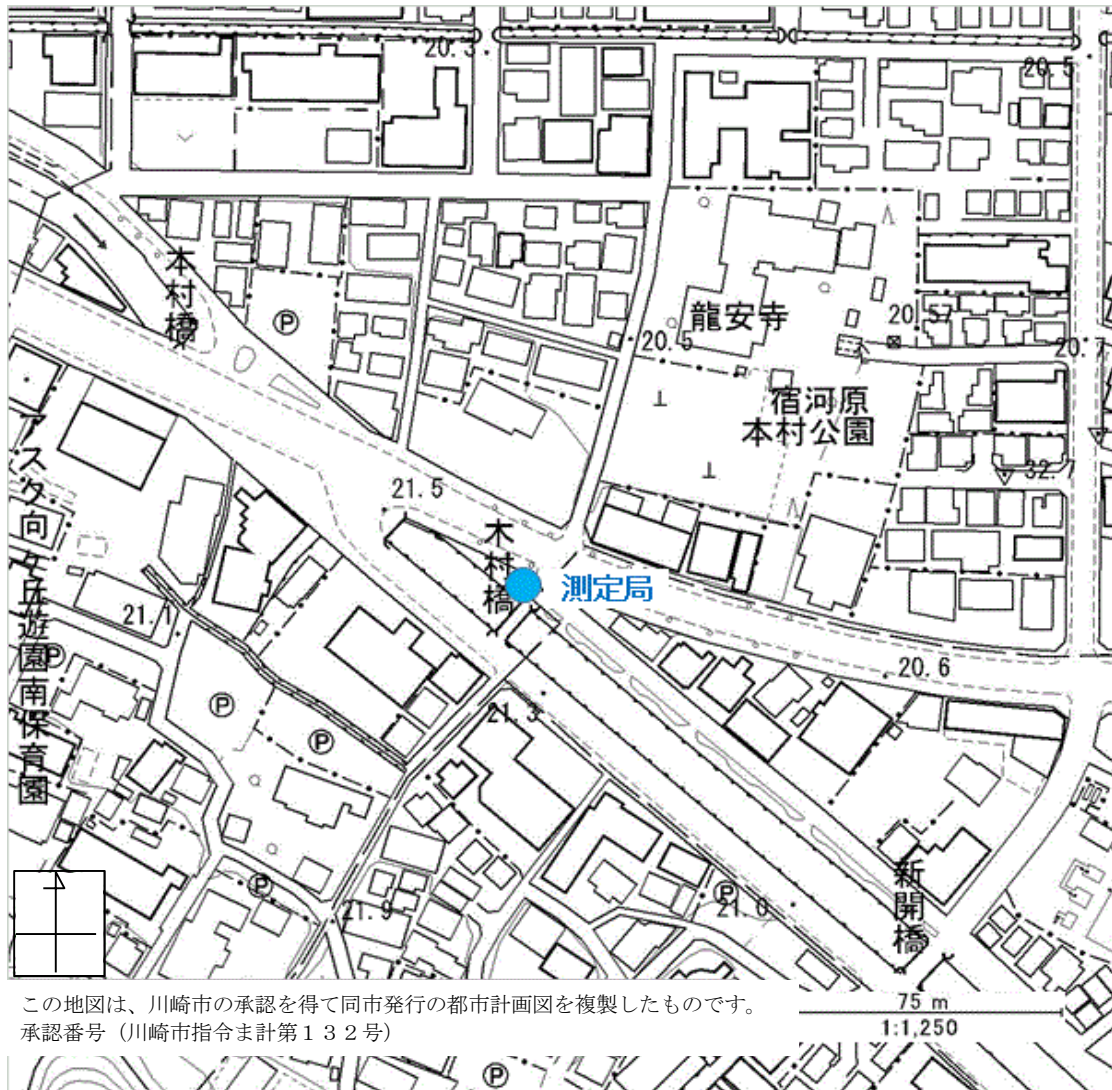 20.3
20.5
本村橋
Ⓟ
龍安寺
20.57
20.5
20.7
宿河原
本村公園
32.7
21.5
木村橋
測定局
アスク向ケ丘遊園南保育園
21.1
Ⓟ
20.6
Ⓟ
21.3
Ⓟ
新開橋
Ⓟ
Ⓟ
21.9
21.0
この地図は、川崎市の承認を得て同市発行の都市計画図を複製したものです。
承認番号（川崎市指令ま計第１３２号）
75 m
1:1,250
Ⓟ